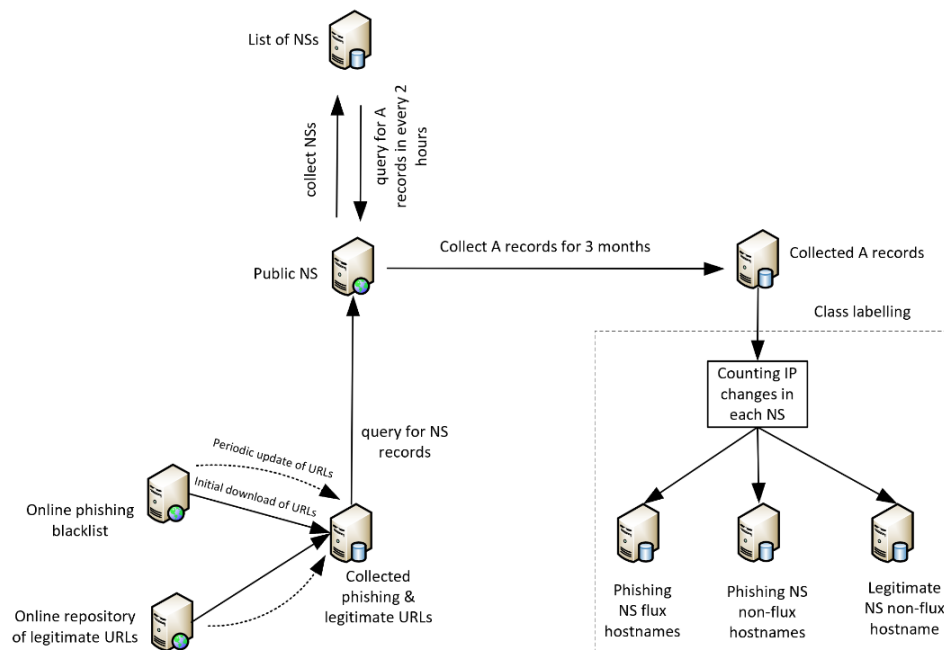 List of NSs
collect NSs
query for A
records in every 2
hours
Public NS
Collect A records for 3 months
Collected A records
Class labelling
Counting IP
changes in
each NS
query for NS
records
Periodic update of URLs
Initial download of URLs
Online phishing
blacklist
Collected
phishing &
legitimate URLs
Online repository
of legitimate URLs
Phishing
NS flux
hostnames
Phishing NS
non-flux
hostnames
Legitimate
NS non-flux
hostname